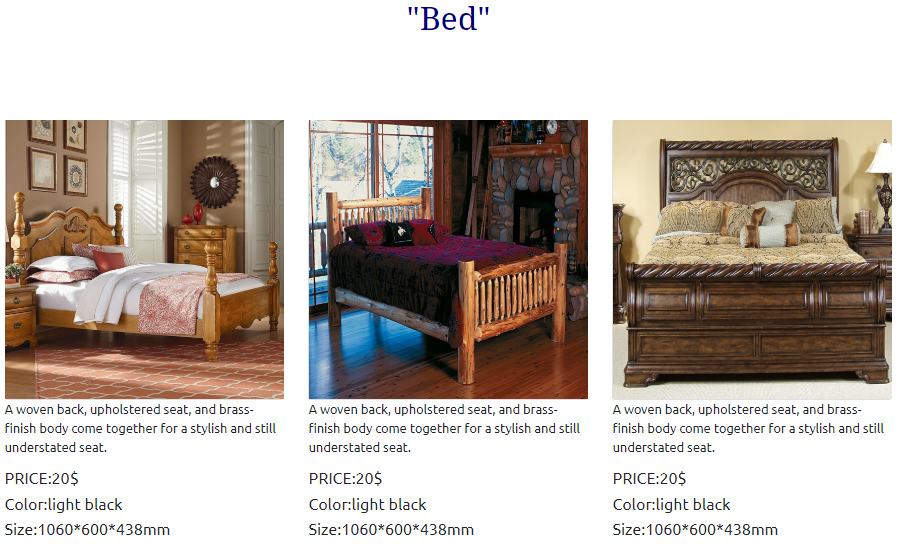 "Bed"
A woven back, upholstered seat, and brass-
finish body come together for a stylish and still
understated seat.
PRICE:20$
Color:light black
Size:1060*600*438mm
A woven back, upholstered seat, and brass-
finish body come together for a stylish and still
understated seat.
PRICE:20$
Color:light black
Size:1060*600*438mm
A woven back, upholstered seat, and brass-
finish body come together for a stylish and still
understated seat.
PRICE:20$
Color:light black
Size:1060*600*438mm